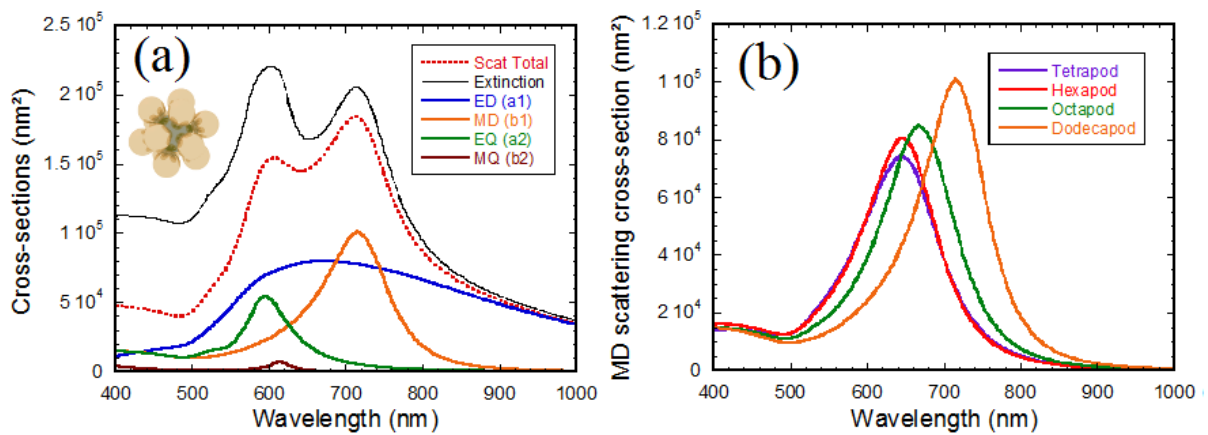 (a)
Cross-sections (nm²)
2.5 10⁵
2 10⁵
1.5 10⁵
1 10⁵
5 10⁴
0
400 500 600 700 800 900 1000
Wavelength (nm)
Scat Total
Extinction
ED (a1)
MD (b1)
EQ (a2)
MQ (b2)
(b)
MD scattering cross-section (nm²)
1.2 10⁵
1 10⁵
8 10⁴
6 10⁴
4 10⁴
2 10⁴
0
400 500 600 700 800 900 1000
Wavelength (nm)
Tetrapod
Hexapod
Octapod
Dodecapod